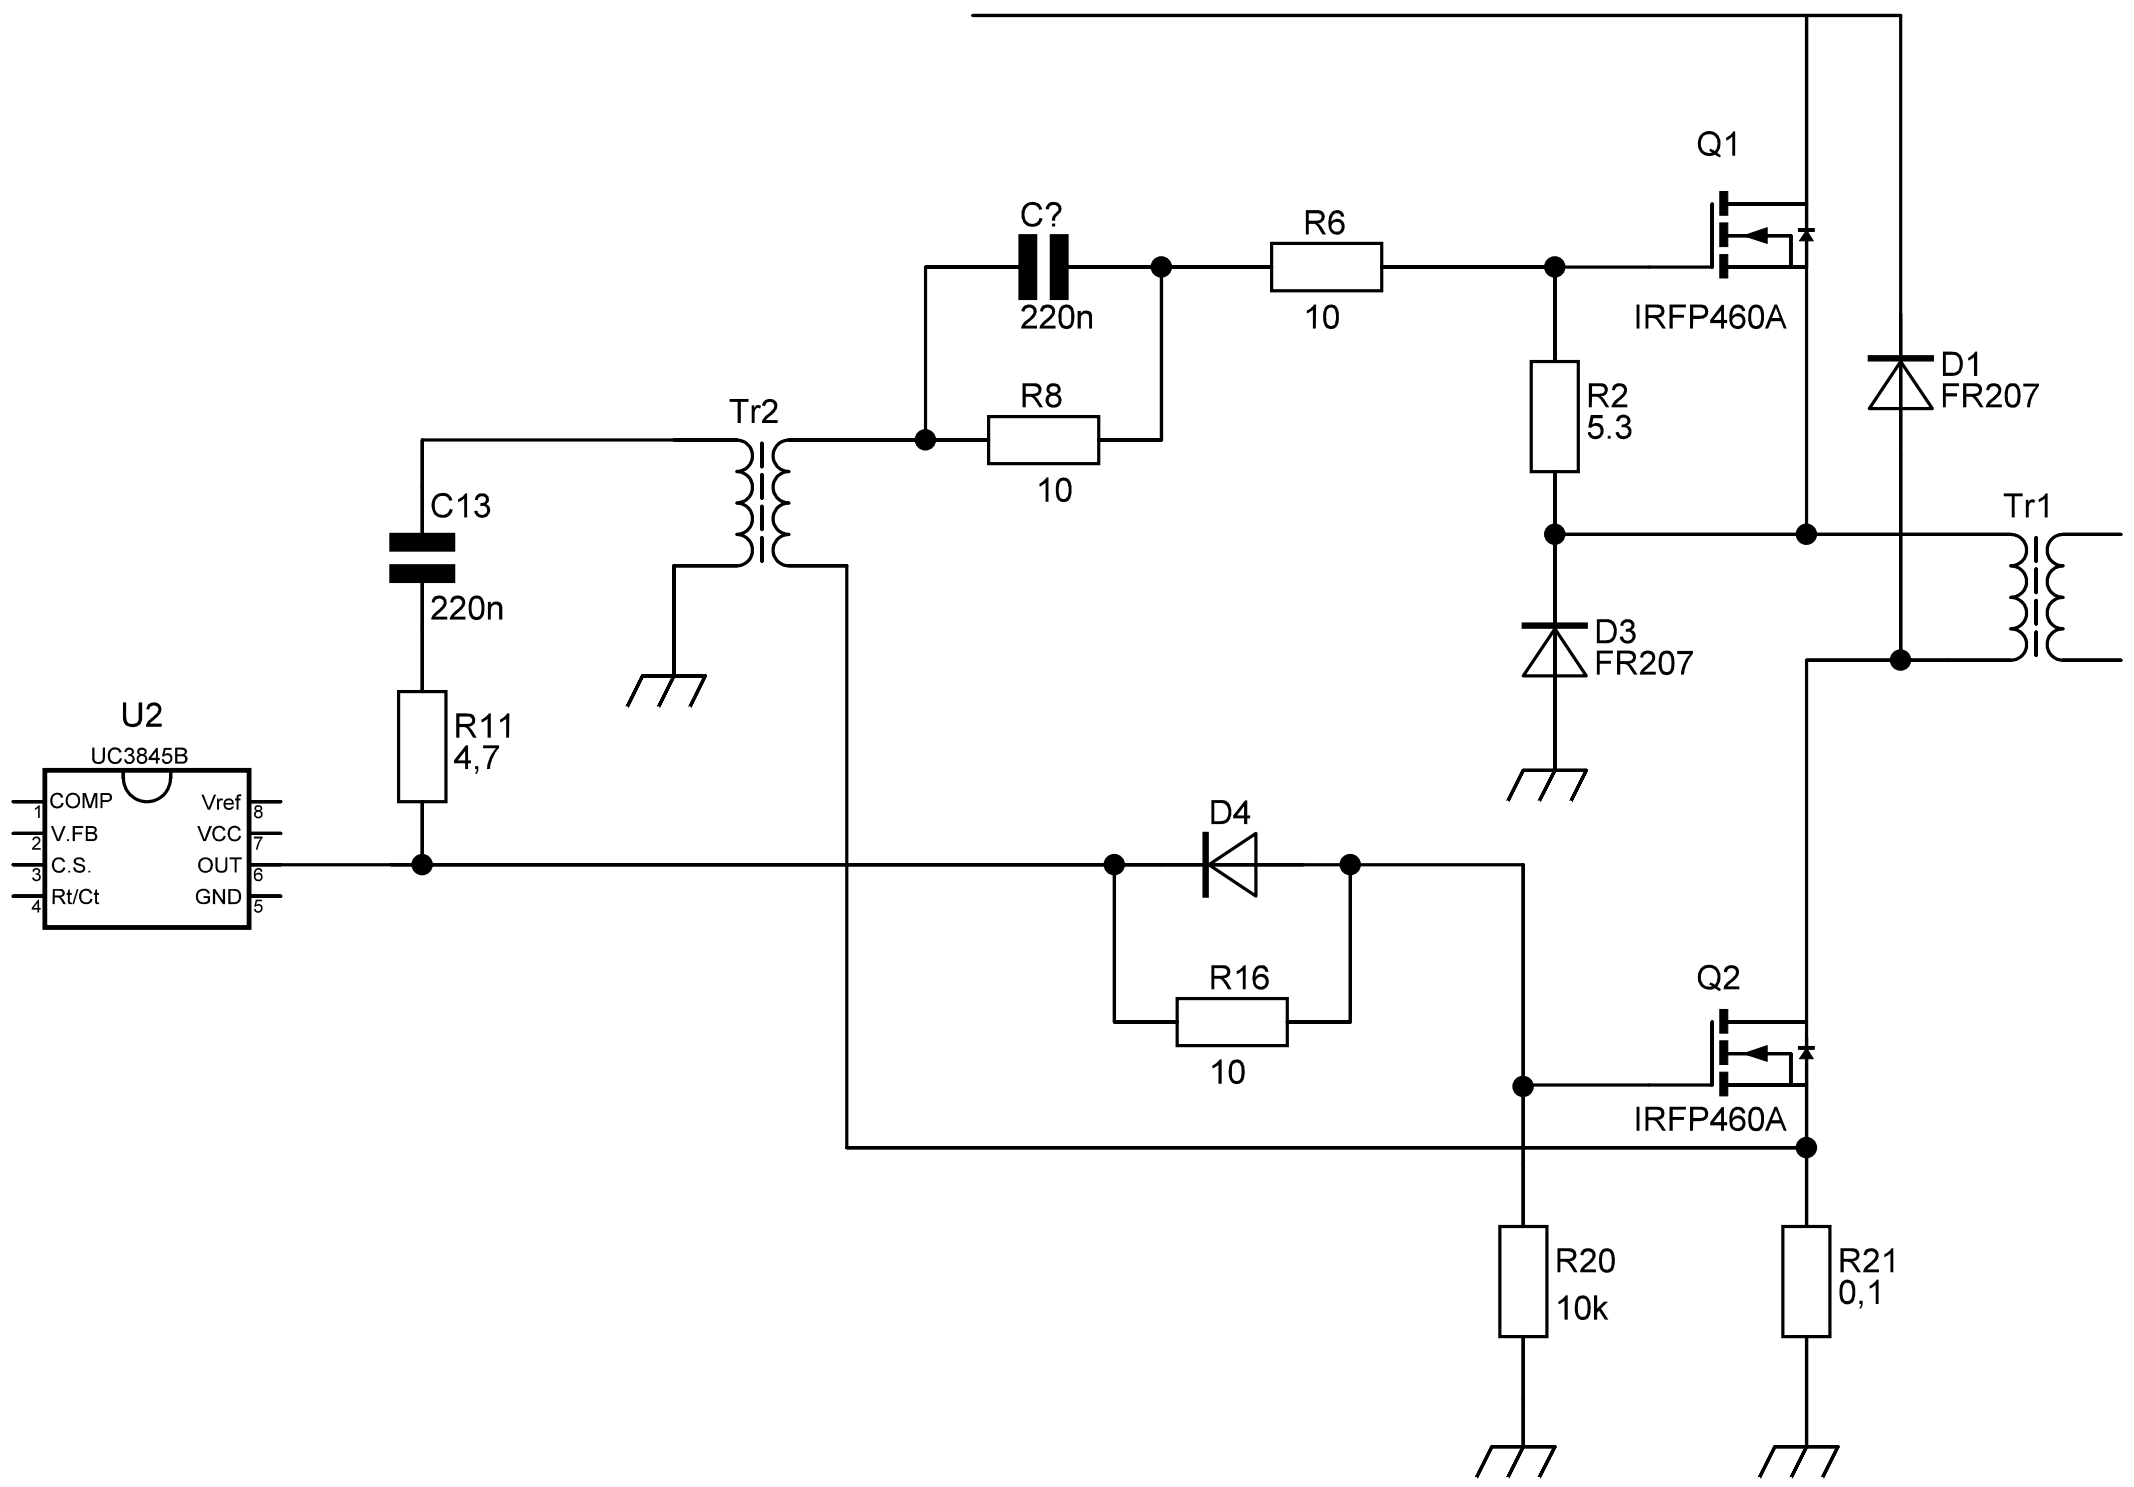 Q1
C?
220n
R6
10
IRFP460A
D1
FR207
R8
10
R2
5.3
Tr2
C13
220n
Tr1
D3
FR207
U2
UC3845B
R11
4,7
COMP
1
V.FB
2
C.S.
3
Rt/Ct
4
Vref
8
VCC
7
OUT
6
GND
5
D4
R16
10
Q2
IRFP460A
R20
10k
R21
0,1